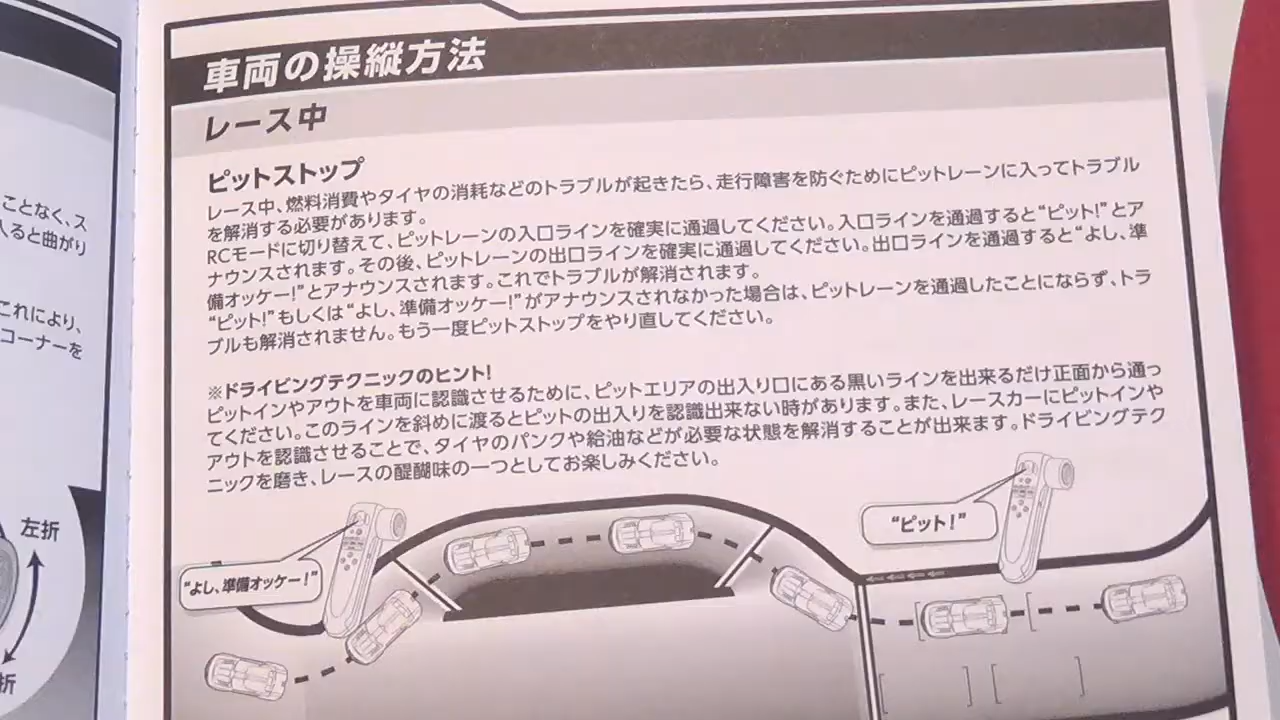 車両の操縦方法
レース中
ピットストップ
レース中、燃料消費やタイヤの消耗などのトラブルが起きたら、走行障害を防ぐためにピットレーンに入ってトラブル
を解消する必要があります。
RCモードに切り替えて、ピットレーンの入口ラインを確実に通過してください。入口ラインを通過すると“ピット!”とア
ナウンスされます。その後、ピットレーンの出口ラインを確実に通過してください。出口ラインを通過すると“よし、準
備オッケー!”とアナウンスされます。これでトラブルが解消されます。
“ピット!”もしくは“よし、準備オッケー!”がアナウンスされなかった場合は、ピットレーンを通過したことにならず、トラ
ブルも解消されません。もう一度ピットストップをやり直してください。
※ドライビングテクニックのヒント!
ピットインやアウトを車両に認識させるために、ピットエリアの出入り口にある黒いラインを出来るだけ正面から通っ
てください。このラインを斜めに渡るとピットの出入りを認識出来ない時があります。また、レースカーにピットインや
アウトを認識させることで、タイヤのパンクや給油などが必要な状態を解消することが出来ます。ドライビングテク
ニックを磨き、レースの醍醐味の一つとしてお楽しみください。
“よし、準備オッケー!”
“ピット!”
ことなく、ス
入ると曲がり
これにより、
コーナーを
左折
折